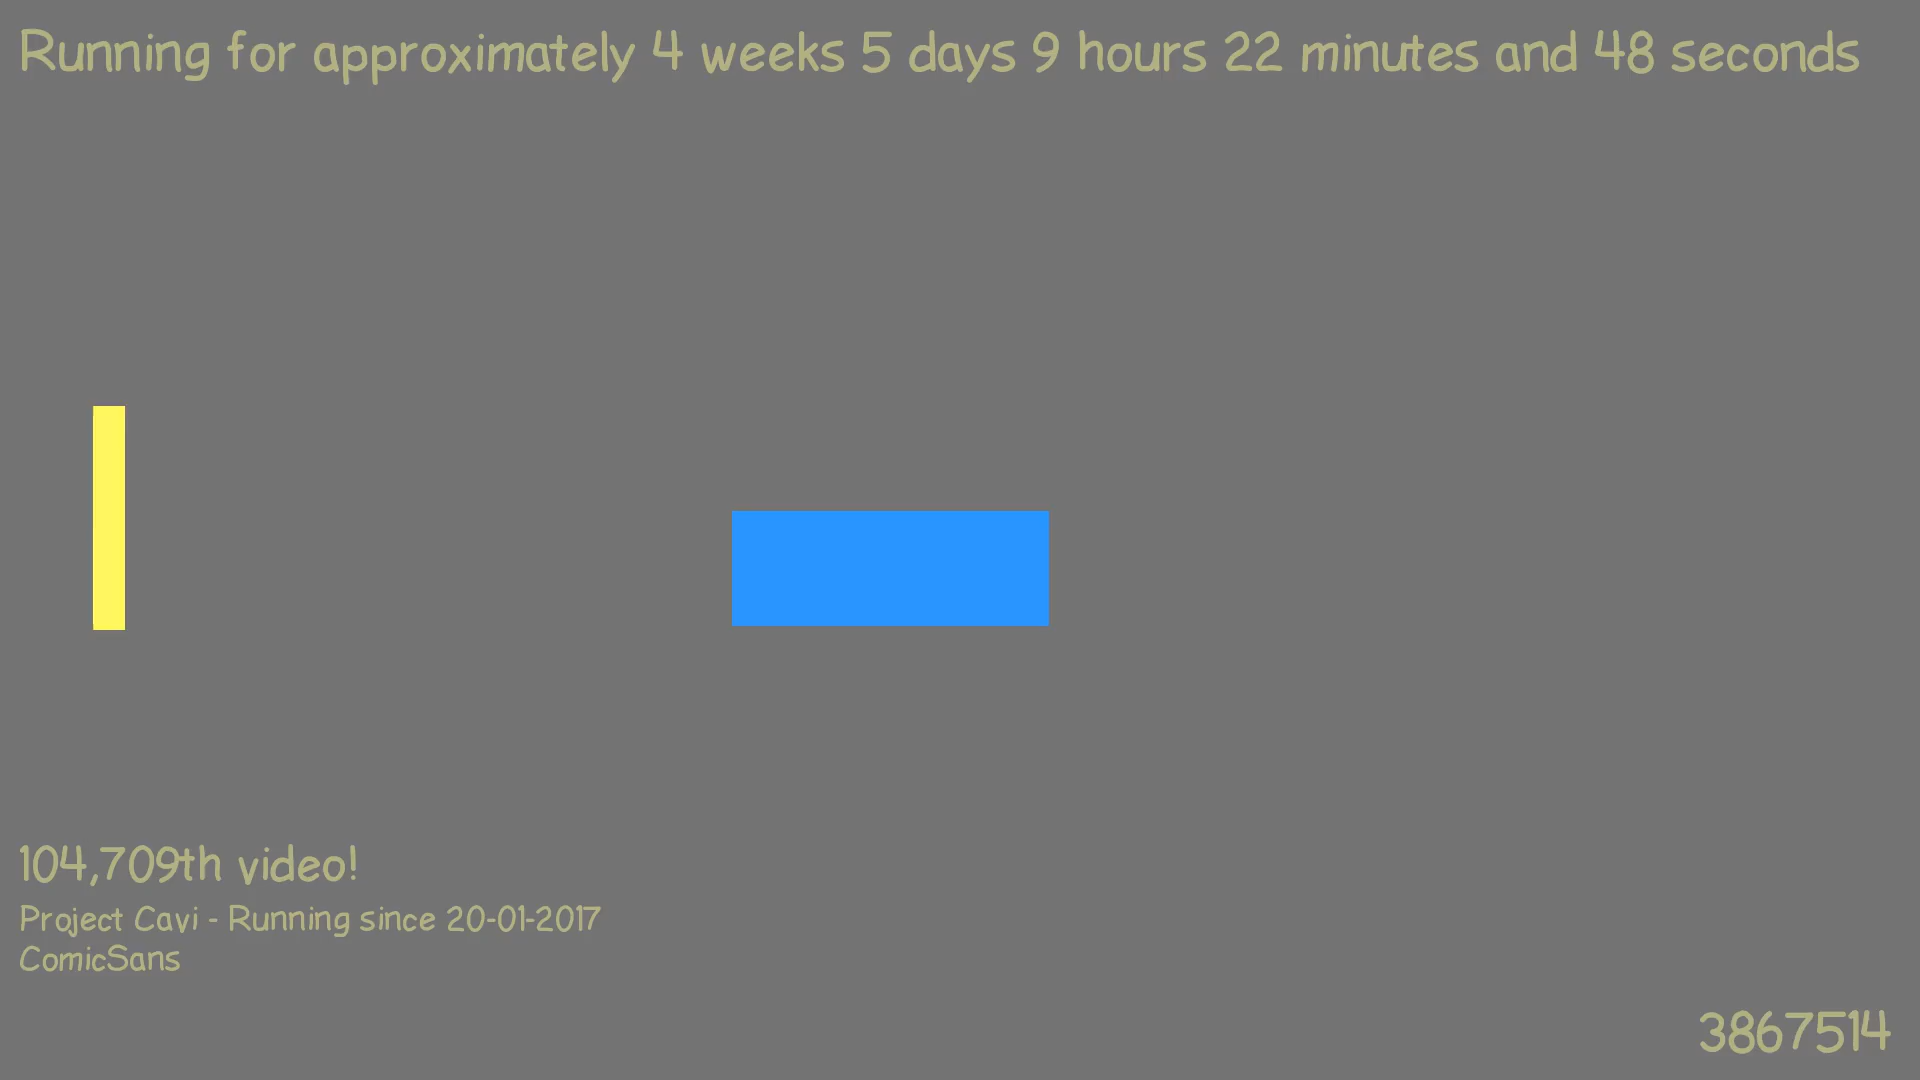 Running for approximately 4 weeks 5 days 9 hours 22 minutes and 48 seconds
104,709th video!
Project Cavi - Running since 20-01-2017
ComicSans
3867514